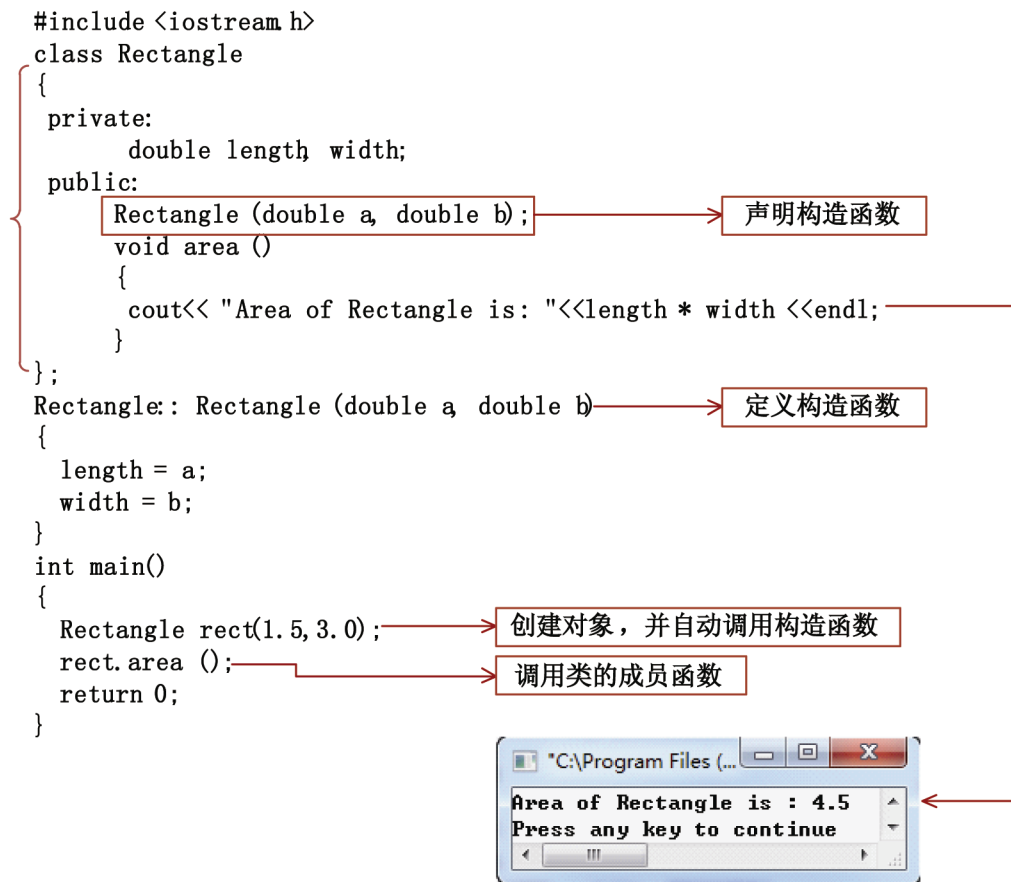 #include <iostream.h>
class Rectangle
{
private:
double length, width;
public:
Rectangle (double a, double b);
声明构造函数
void area ()
{
cout<< "Area of Rectangle is: "<<length * width <<endl;
}
};
Rectangle:: Rectangle (double a, double b)
定义构造函数
{
length = a;
width = b;
}
int main()
{
Rectangle rect(1.5,3.0);
创建对象，并自动调用构造函数
rect.area ();
调用类的成员函数
return 0;
}
"C:\Program Files (...
Area of Rectangle is : 4.5
Press any key to continue